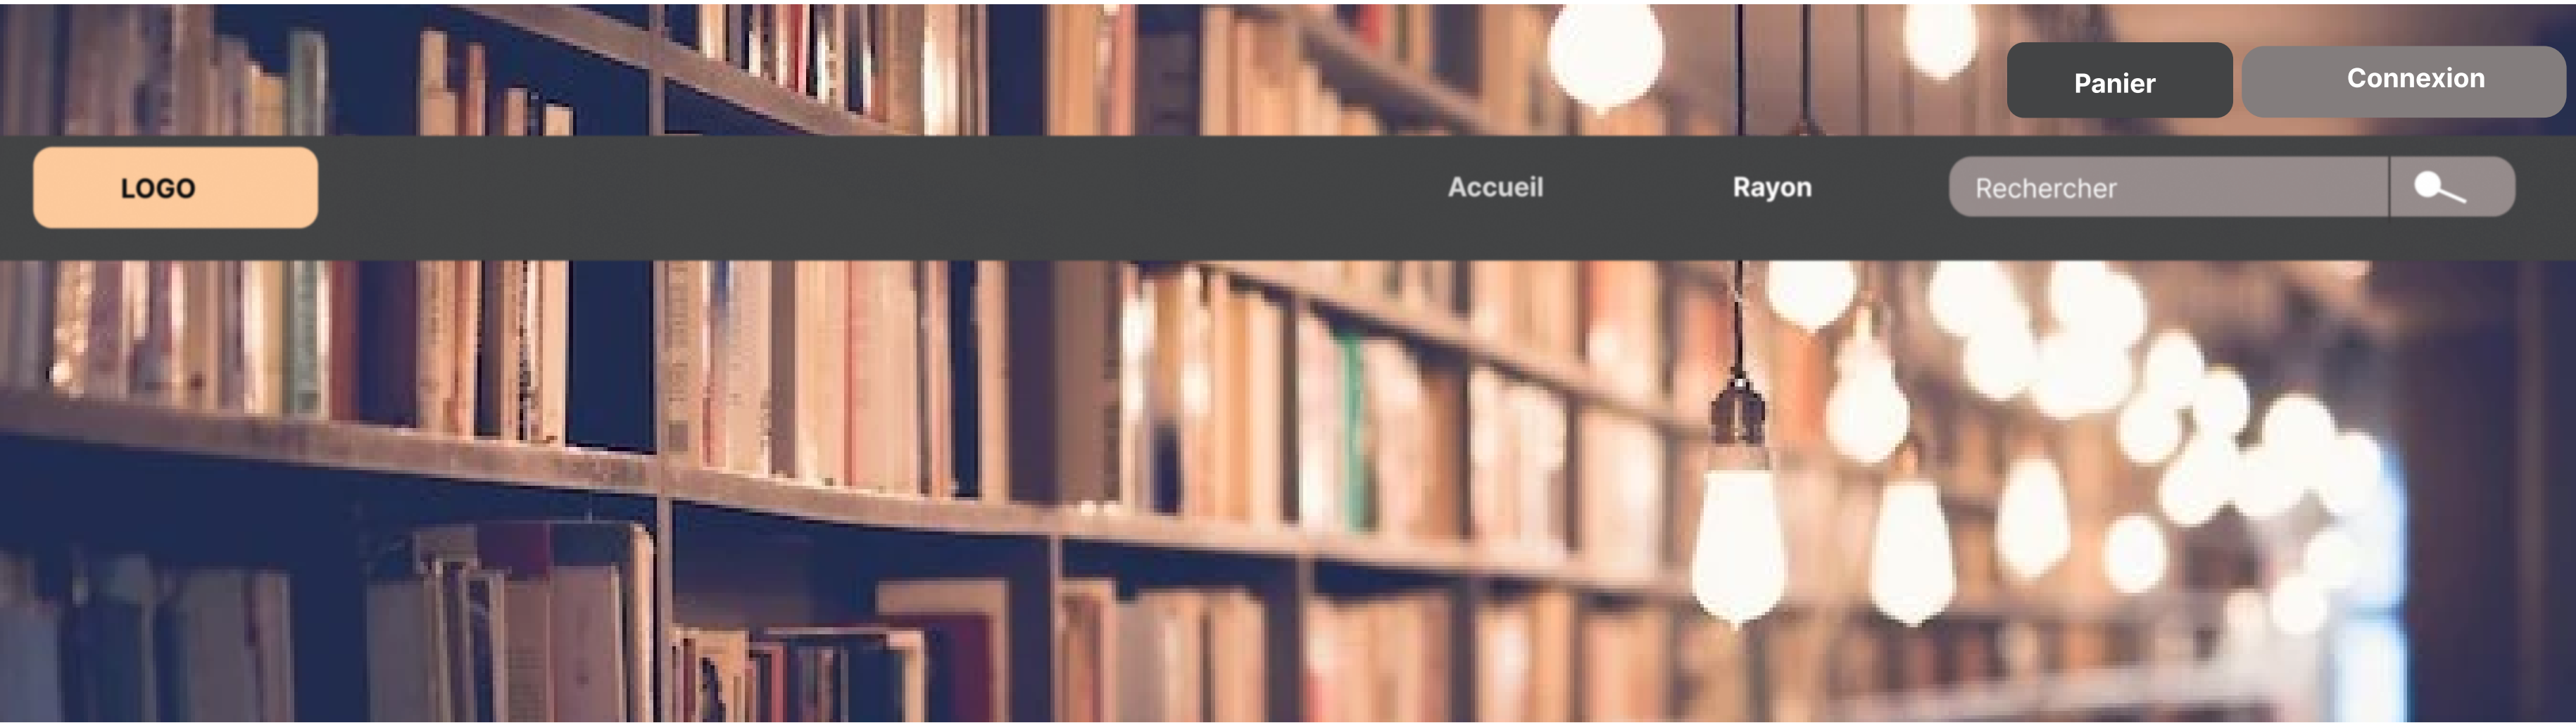 Panier
Connexion
LOGO
Accueil
Rayon
Rechercher